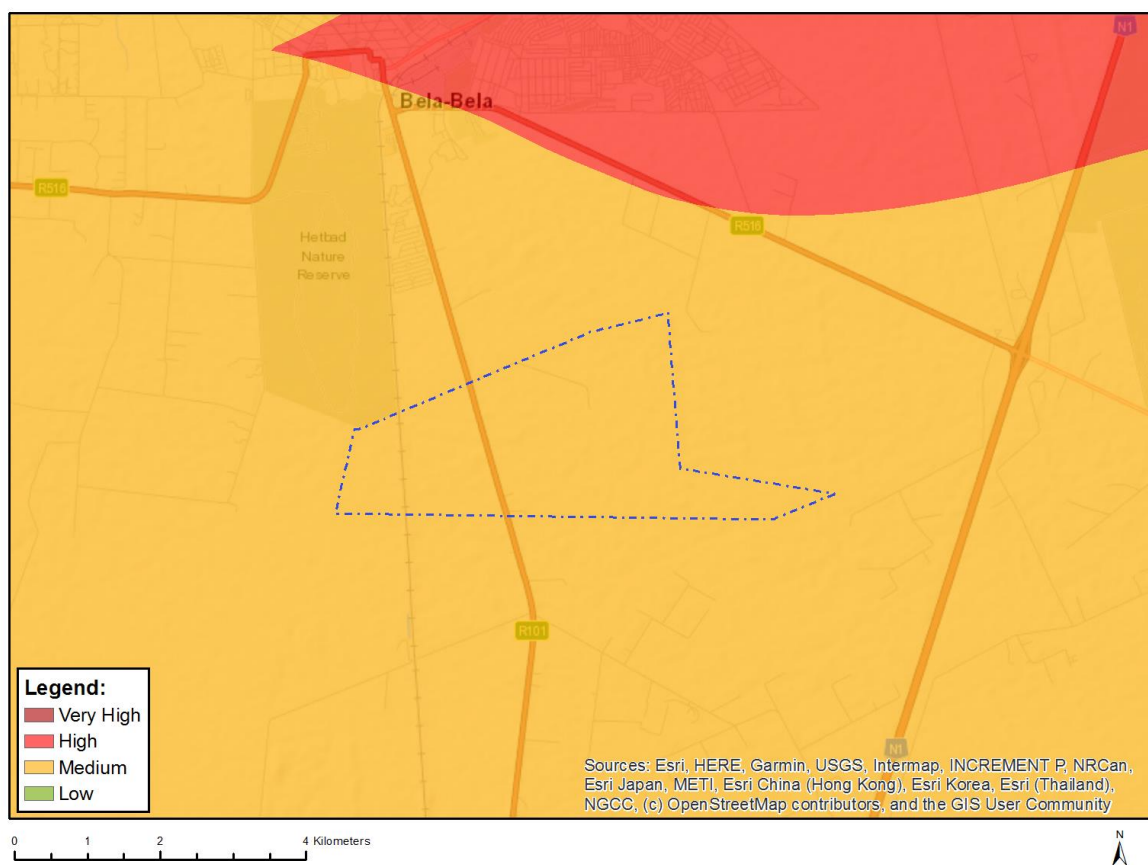 N1
Bela-Bela
R516
R516
Hetbad
Nature
Reserve
R101
N1
Legend:
Very High
High
Medium
Low
Sources: Esri, HERE, Garmin, USGS, Intermap, INCREMENT P, NRCan,
Esri Japan, METI, Esri China (Hong Kong), Esri Korea, Esri (Thailand),
NGCC, (c) OpenStreetMap contributors, and the GIS User Community
0 1 2 4 Kilometers
N